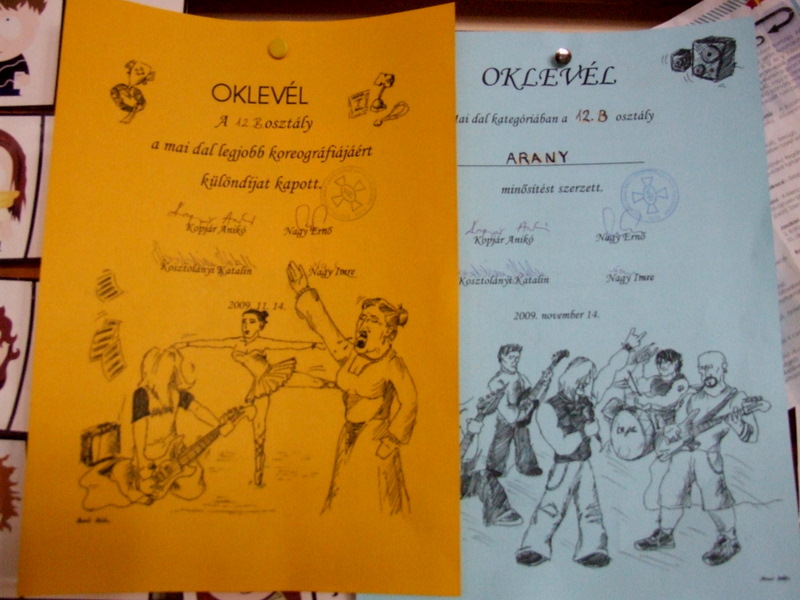 OKLEVÉL
A 12.B osztály
a mai dal legjobb koreográfiájáért
különdíjat kapott.
Kopjár Anikó Nagy Ernő
Kosztolányi Katalin Nagy Imre
2009. 11. 14.
OKLEVÉL
dal kategóriában a 12.B osztály
ARANY
minősítést szerzett.
Kopjár Anikó Nagy Ernő
Kosztolányi Katalin Nagy Imre
2009. november 14.